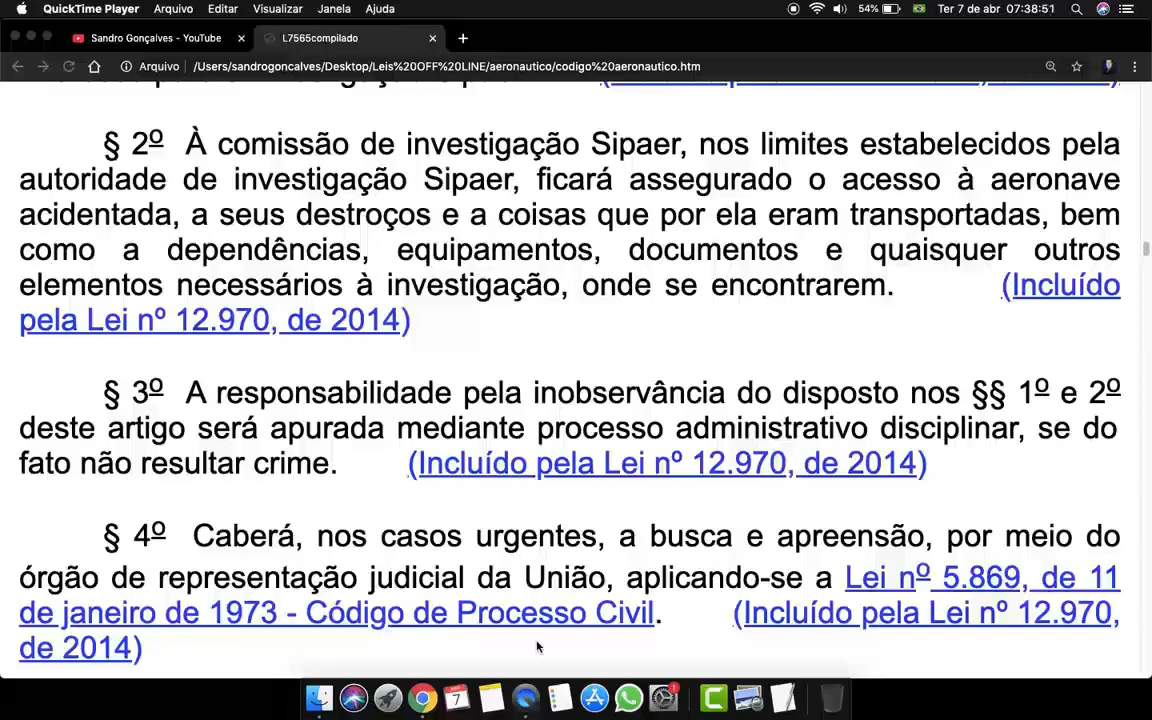 QuickTime Player Arquivo Editar Visualizar Janela Ajuda 54% Ter 7 de abr 07:38:51
Sandro Gonçalves - YouTube L7565compilado
Arquivo /Users/sandrogoncalves/Desktop/Leis%20OFF%20LINE/aeronautico/codigo%20aeronautico.htm
§ 2º À comissão de investigação Sipaer, nos limites estabelecidos pela
autoridade de investigação Sipaer, ficará assegurado o acesso à aeronave
acidentada, a seus destroços e a coisas que por ela eram transportadas, bem
como a dependências, equipamentos, documentos e quaisquer outros
elementos necessários à investigação, onde se encontrarem. (Incluído
pela Lei nº 12.970, de 2014)
§ 3º A responsabilidade pela inobservância do disposto nos §§ 1º e 2º
deste artigo será apurada mediante processo administrativo disciplinar, se do
fato não resultar crime. (Incluído pela Lei nº 12.970, de 2014)
§ 4º Caberá, nos casos urgentes, a busca e apreensão, por meio do
órgão de representação judicial da União, aplicando-se a Lei nº 5.869, de 11
de janeiro de 1973 - Código de Processo Civil. (Incluído pela Lei nº 12.970,
de 2014)
7
1